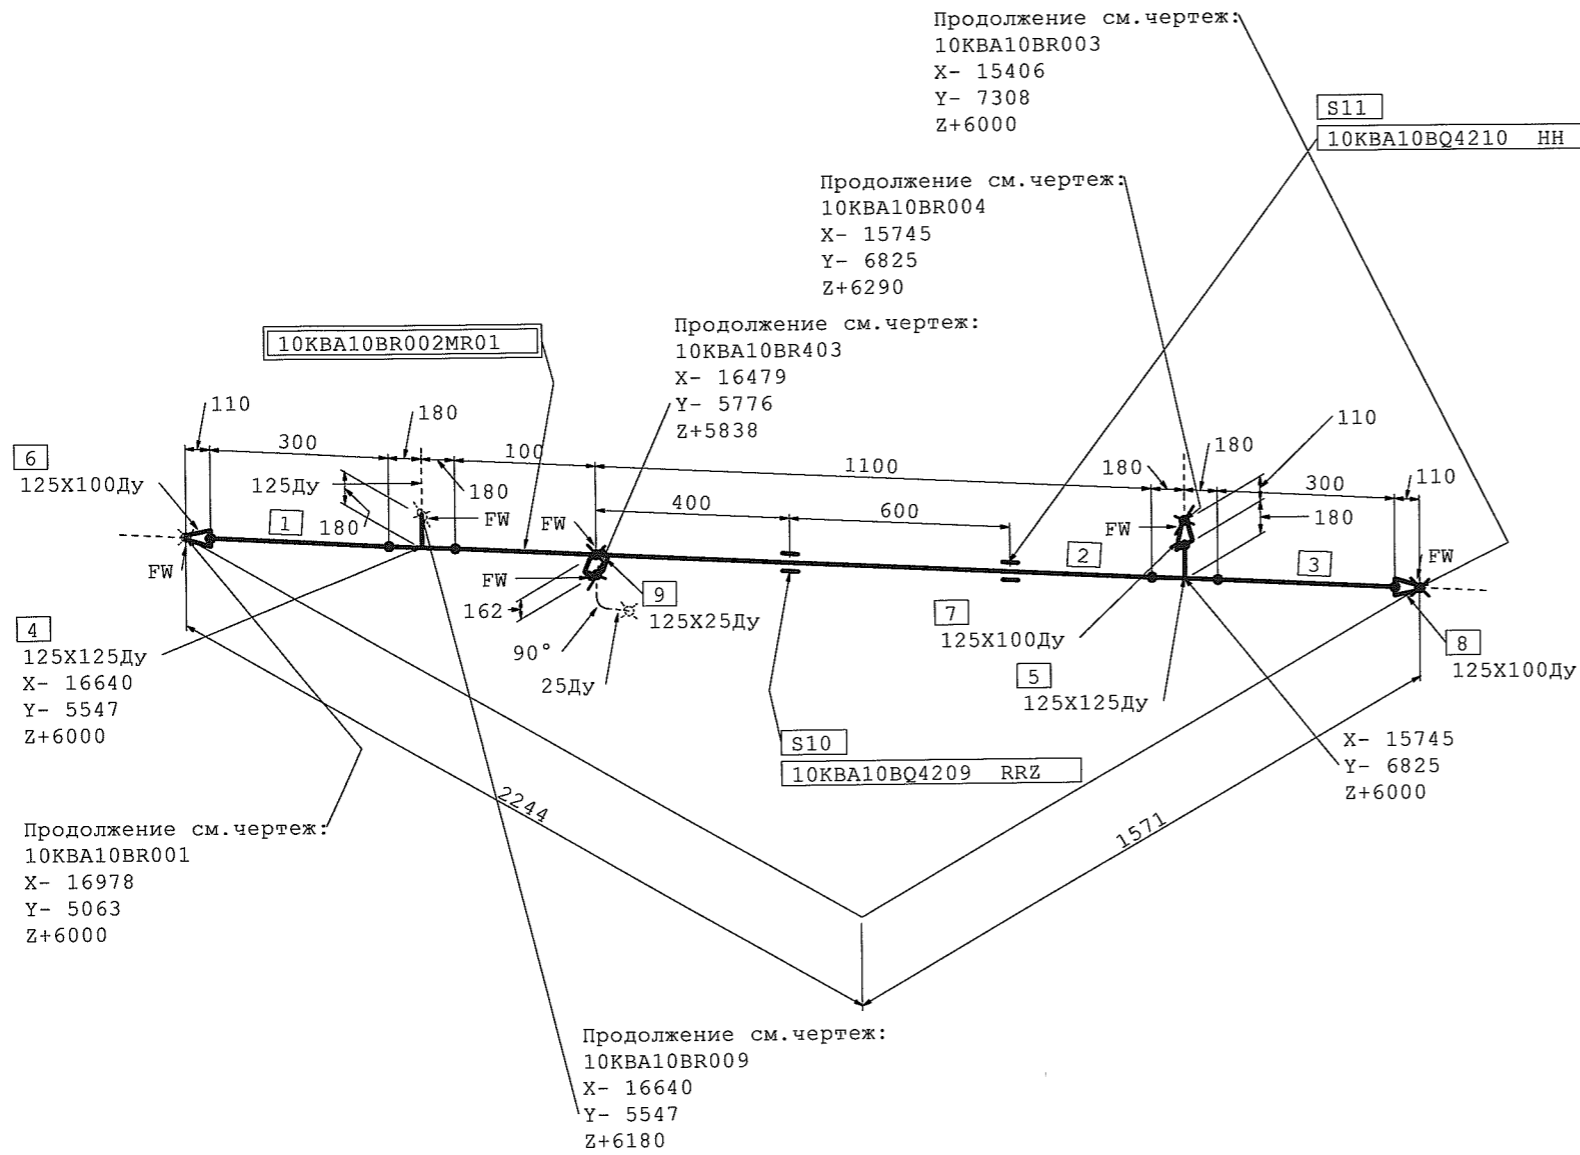 Продолжение см.чертеж:
10KBA10BR003
X- 15406
Y- 7308
Z+6000
S11
10KBA10BQ4210 HH
Продолжение см.чертеж:
10KBA10BR004
X- 15745
Y- 6825
Z+6290
Продолжение см.чертеж:
10KBA10BR403
X- 16479
Y- 5776
Z+5838
10KBA10BR002MR01
110
300
180
100
180
1100
180
180
110
300
110
6
125X100Ду
125Ду
180
1
FW
FW
FW
FW
400
600
FW
180
FW
2
3
162
9
125X25Ду
90°
25Ду
7
125X100Ду
5
125X125Ду
8
125X100Ду
4
125X125Ду
X- 16640
Y- 5547
Z+6000
S10
10KBA10BQ4209 RRZ
X- 15745
Y- 6825
Z+6000
2244
1571
Продолжение см.чертеж:
10KBA10BR001
X- 16978
Y- 5063
Z+6000
Продолжение см.чертеж:
10KBA10BR009
X- 16640
Y- 5547
Z+6180